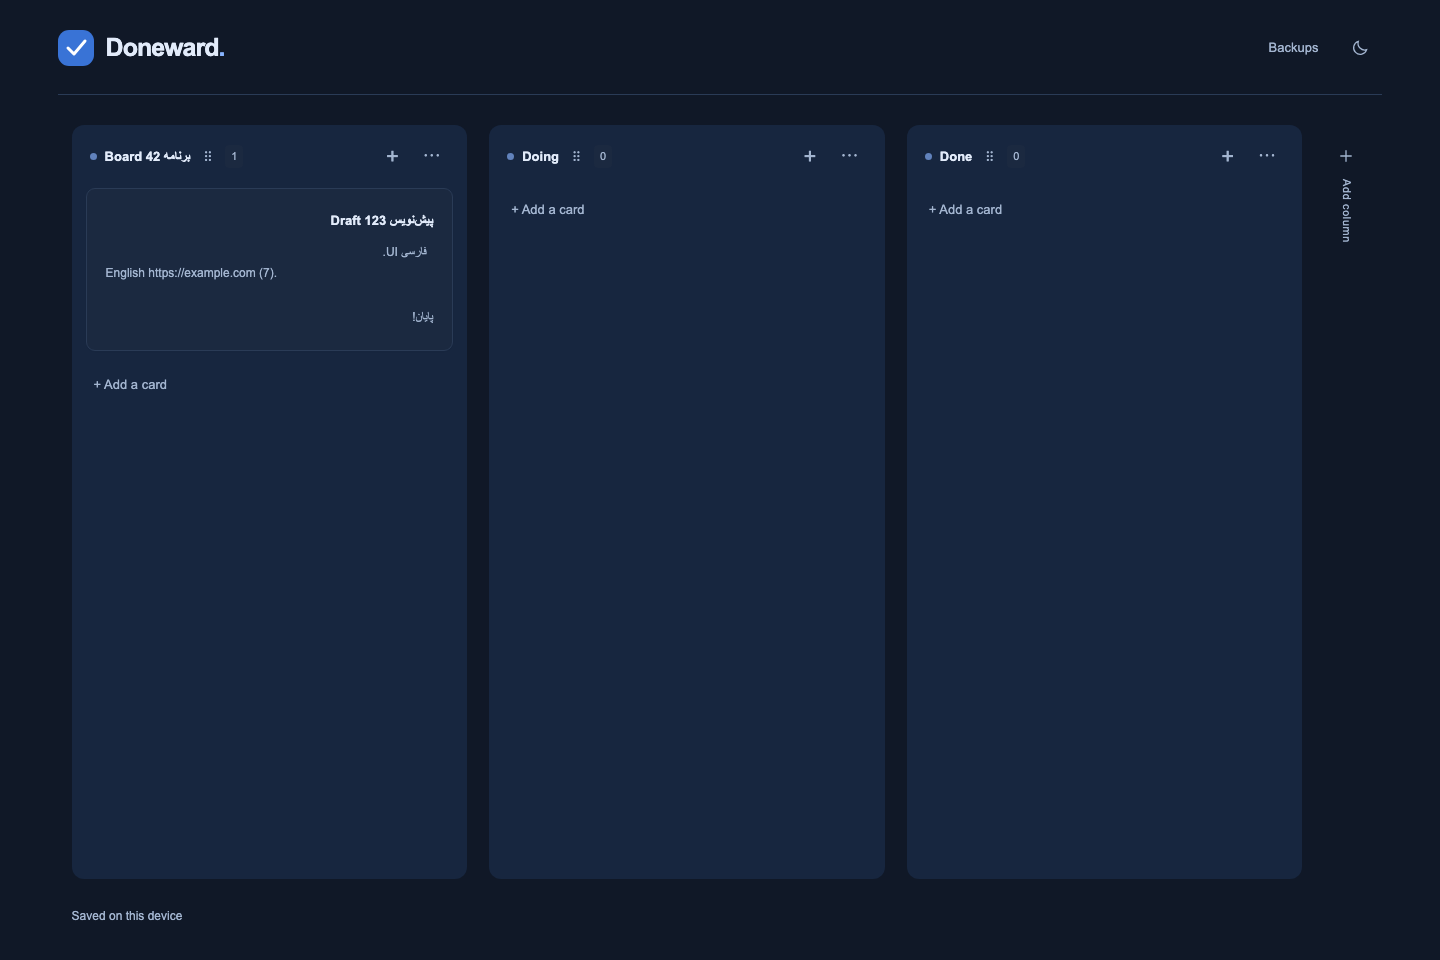 Doneward.
Backups
Board 42 برنامه
1
پیش‌نویس Draft 123
فارسی UI.
English https://example.com (7).
پایان!
+ Add a card
Doing
0
+ Add a card
Done
0
+ Add a card
Add column
Saved on this device